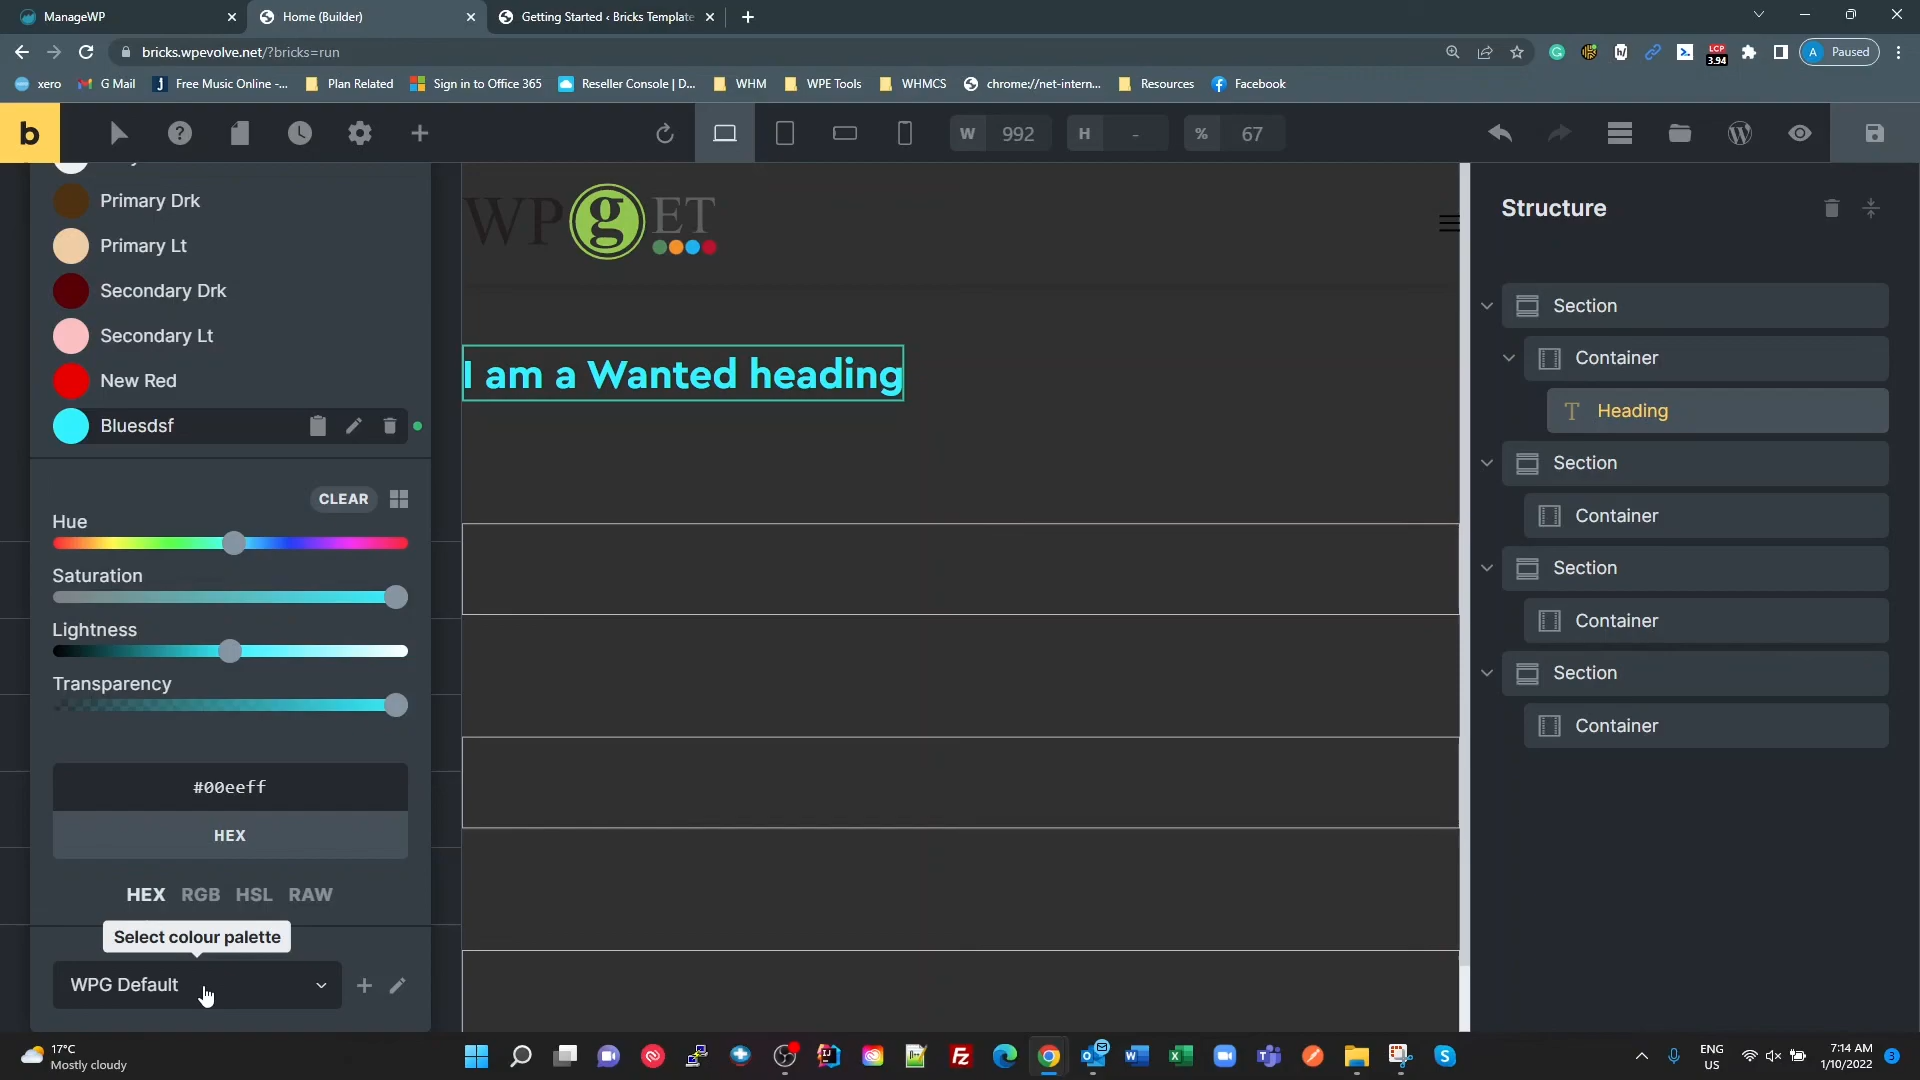 ManageWP
Home (Builder)
Getting Started ‹ Bricks Template
bricks.wpevolve.net/?bricks=run
LCP
3.94
A Paused
xero
G Mail
Free Music Online -...
Plan Related
Sign in to Office 365
Reseller Console | D...
WHM
WPE Tools
WHMCS
chrome://net-intern...
Resources
Facebook
b
W 992
H -
% 67
Primary Drk
Primary Lt
Secondary Drk
Secondary Lt
New Red
Bluesdsf
CLEAR
Hue
Saturation
Lightness
Transparency
#00eeff
HEX
HEX RGB HSL RAW
Select colour palette
WPG Default
WP g ET
I am a Wanted heading
Structure
Section
Container
Heading
Section
Container
Section
Container
Section
Container
17°C
Mostly cloudy
ENG
US
7:14 AM
1/10/2022
3